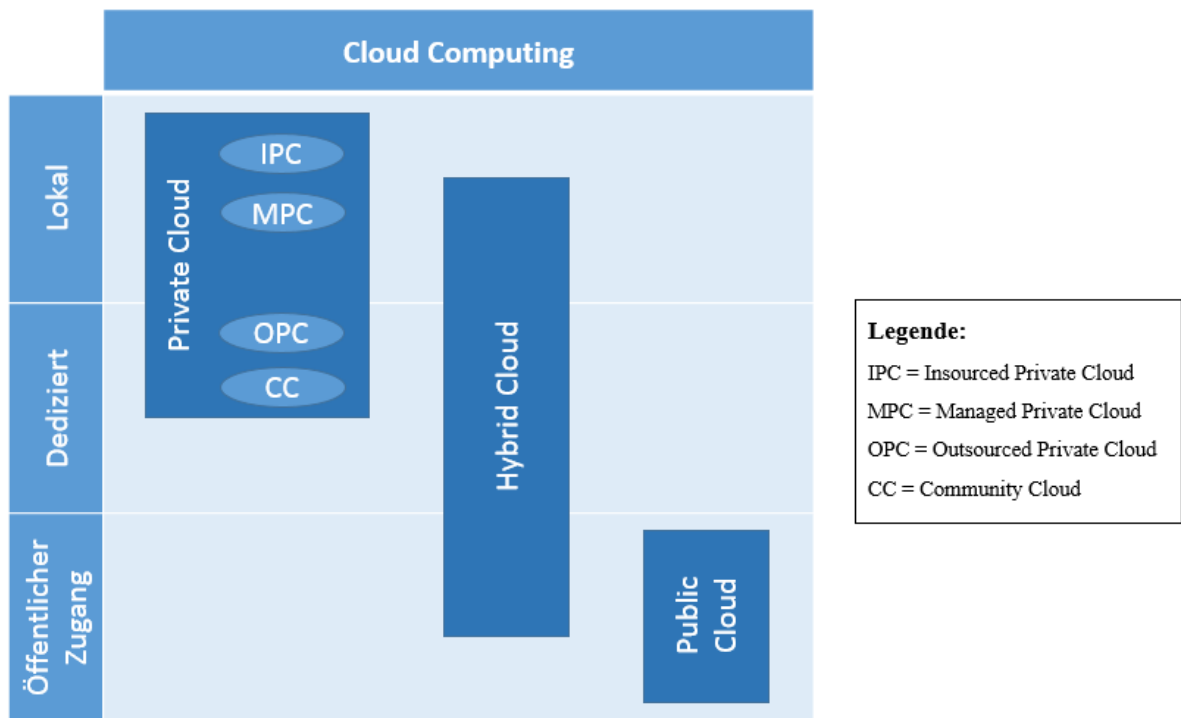 Cloud Computing
Lokal
Private Cloud
IPC
MPC
OPC
CC
Hybrid Cloud
Dediziert
Öffentlicher
Zugang
Public
Cloud
Legende:
IPC = Insourced Private Cloud
MPC = Managed Private Cloud
OPC = Outsourced Private Cloud
CC = Community Cloud